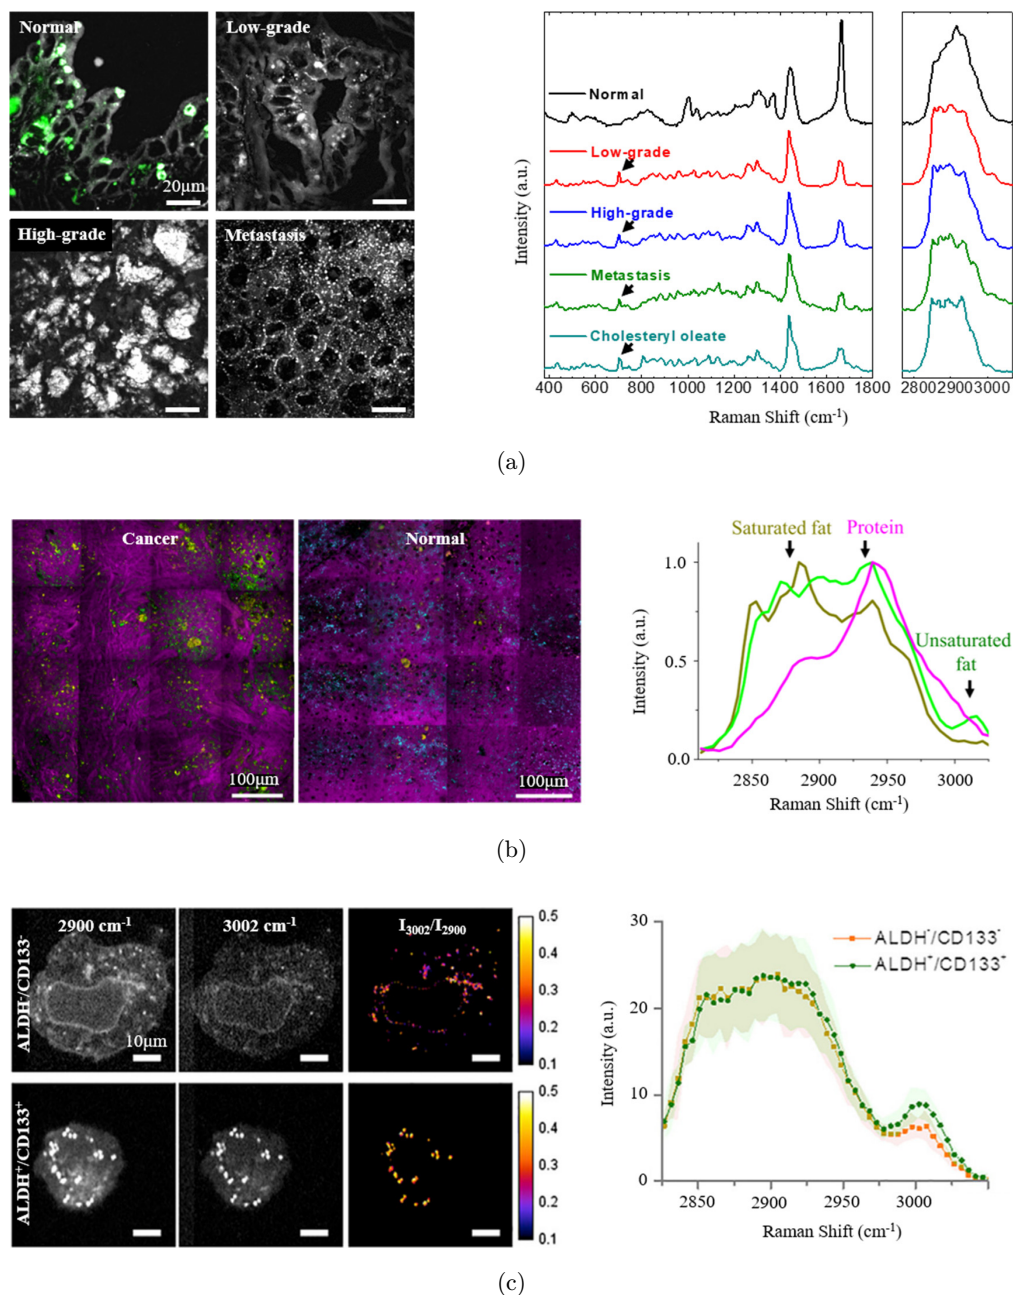 Normal
Low-grade
20μm
High-grade
Metastasis
Intensity (a.u.)
Normal
Low-grade
High-grade
Metastasis
Cholesteryl oleate
400 600 800 1000 1200 1400 1600 1800
2800 2900 3000
Raman Shift (cm⁻¹)
(a)
Cancer
Normal
100μm
100μm
Saturated fat
Protein
Unsaturated
fat
Intensity (a.u.)
1.0
0.5
0.0
2850 2900 2950 3000
Raman Shift (cm⁻¹)
(b)
ALDH⁻/CD133⁻
2900 cm⁻¹
3002 cm⁻¹
I₃₀₀₂/I₂₉₀₀
10μm
0.5
0.4
0.3
0.2
0.1
ALDH⁺/CD133⁺
0.5
0.4
0.3
0.2
0.1
ALDH⁻/CD133⁻
ALDH⁺/CD133⁺
Intensity (a.u.)
30
20
10
0
2850 2900 2950 3000
Raman Shift (cm⁻¹)
(c)